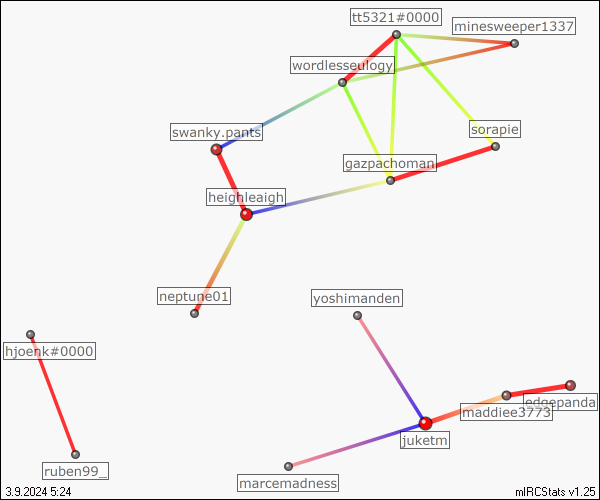 tt5321#0000
minesweeper1337
wordlesseulogy
swanky.pants
sorapie
gazpachoman
heighleaigh
neptune01
yoshimanden
hjoenk#0000
edgepanda
maddiee3773
juketm
ruben99_
marcemadness
3.9.2024 5:24
mIRCStats v1.25